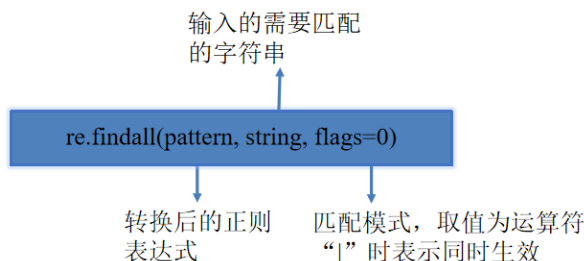 输入的需要匹配
的字符串
re.findall(pattern, string, flags=0)
转换后的正则
表达式
匹配模式，取值为运算符
“|”时表示同时生效